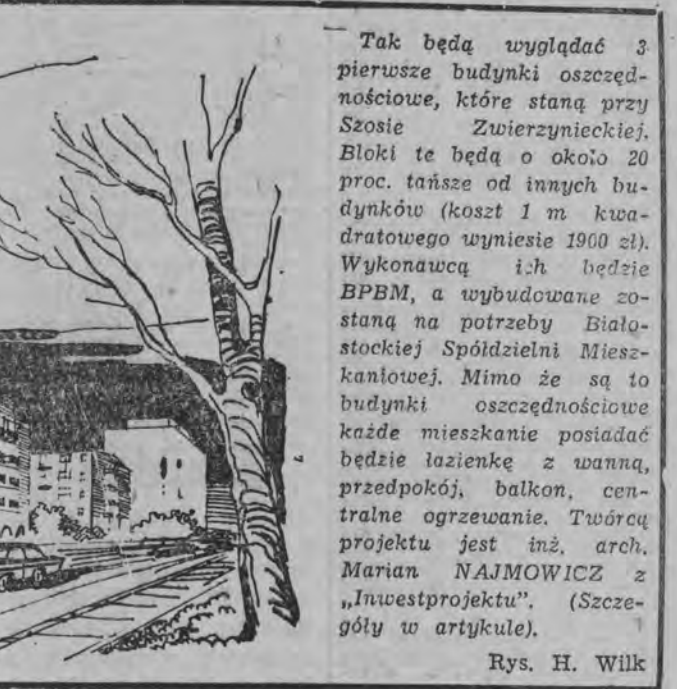 Tak będą wyglądać 3
pierwsze budynki oszczęd-
nościowe, które staną przy
Szosie Zwierzynieckiej.
Bloki te będą o około 20
proc. tańsze od innych bu-
dynków (koszt 1 m kwa-
dratowego wyniesie 1900 zł).
Wykonawcą ich będzie
BPBM, a wybudowane zo-
staną na potrzeby Biało-
stockiej Spółdzielni Miesz-
kaniowej. Mimo że są to
budynki oszczędnościowe
każde mieszkanie posiadać
będzie łazienkę z wanną,
przedpokój, balkon, cen-
tralne ogrzewanie. Twórcą
projektu jest inż. arch.
Marian NAJMOWICZ z
„Inwestprojektu". (Szcze-
góły w artykule).
Rys. H. Wilk